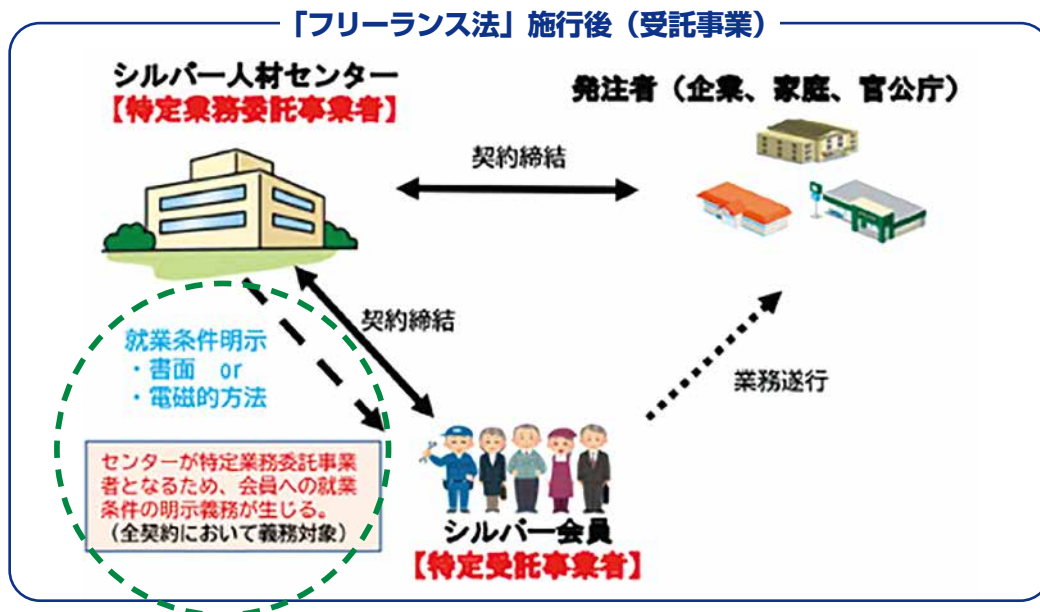 「フリーランス法」施行後（受託事業）
シルバー人材センター
【特定業務委託事業者】
発注者（企業、家庭、官公庁）
契約締結
契約締結
就業条件明示
・書面 or
・電磁的方法
業務遂行
センターが特定業務委託事業
者となるため、会員への就業
条件の明示義務が生じる。
（全契約において義務対象）
シルバー会員
【特定受託事業者】